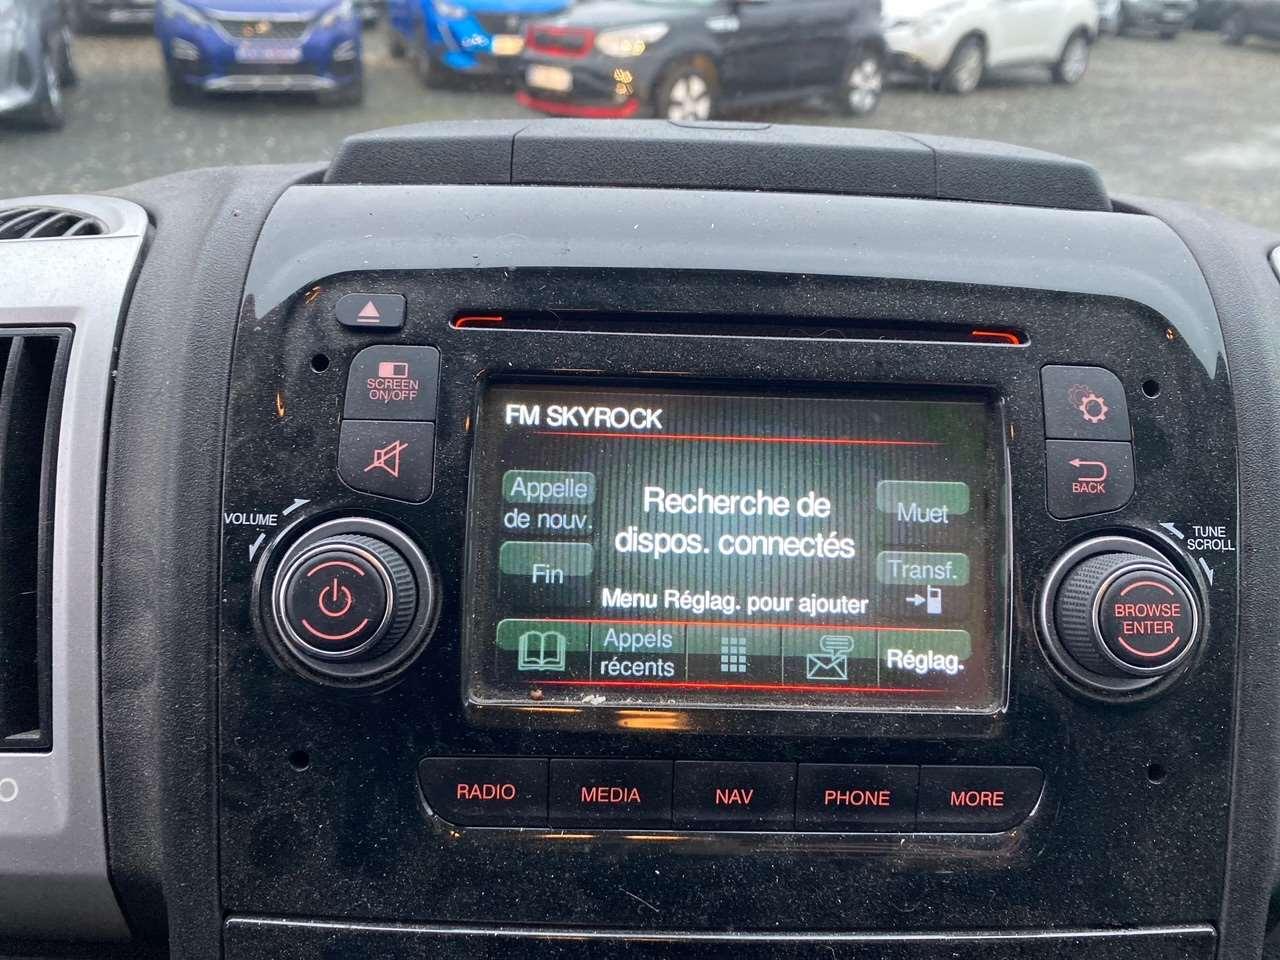 SCREEN
ON/OFF
VOLUME
FM SKYROCK
Appelle
de nouv.
Fin
Recherche de
dispos. connectés
Menu Réglag. pour ajouter
Muet
Transf.
Appels
récents
Réglag.
BACK
TUNE
SCROLL
BROWSE
ENTER
RADIO
MEDIA
NAV
PHONE
MORE